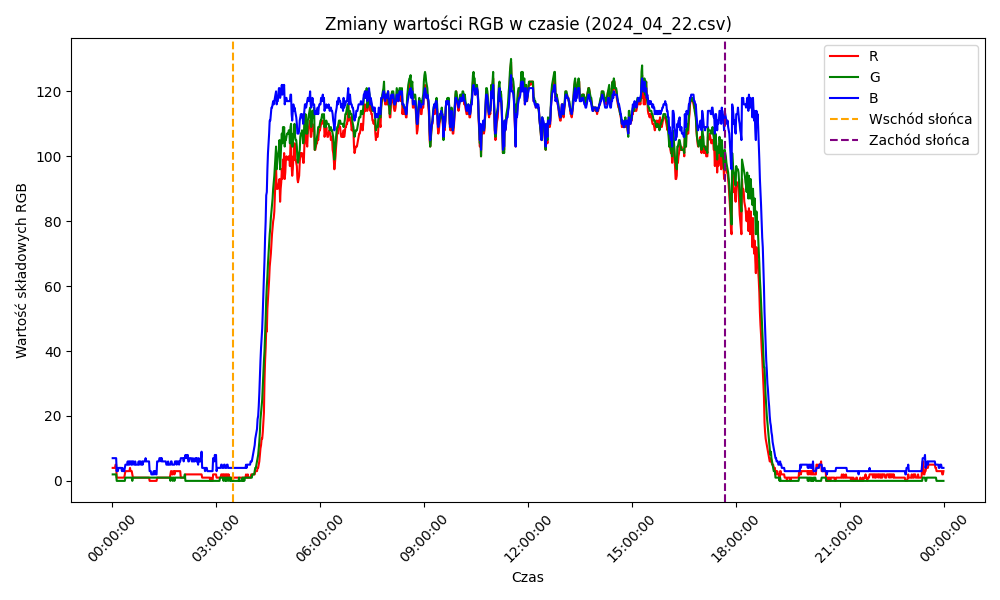 Zmiany wartości RGB w czasie (2024_04_22.csv)
R
G
B
Wschód słońca
Zachód słońca
Wartość składowych RGB
120
100
80
60
40
20
0
00:00:00
03:00:00
06:00:00
09:00:00
12:00:00
15:00:00
18:00:00
21:00:00
00:00:00
Czas